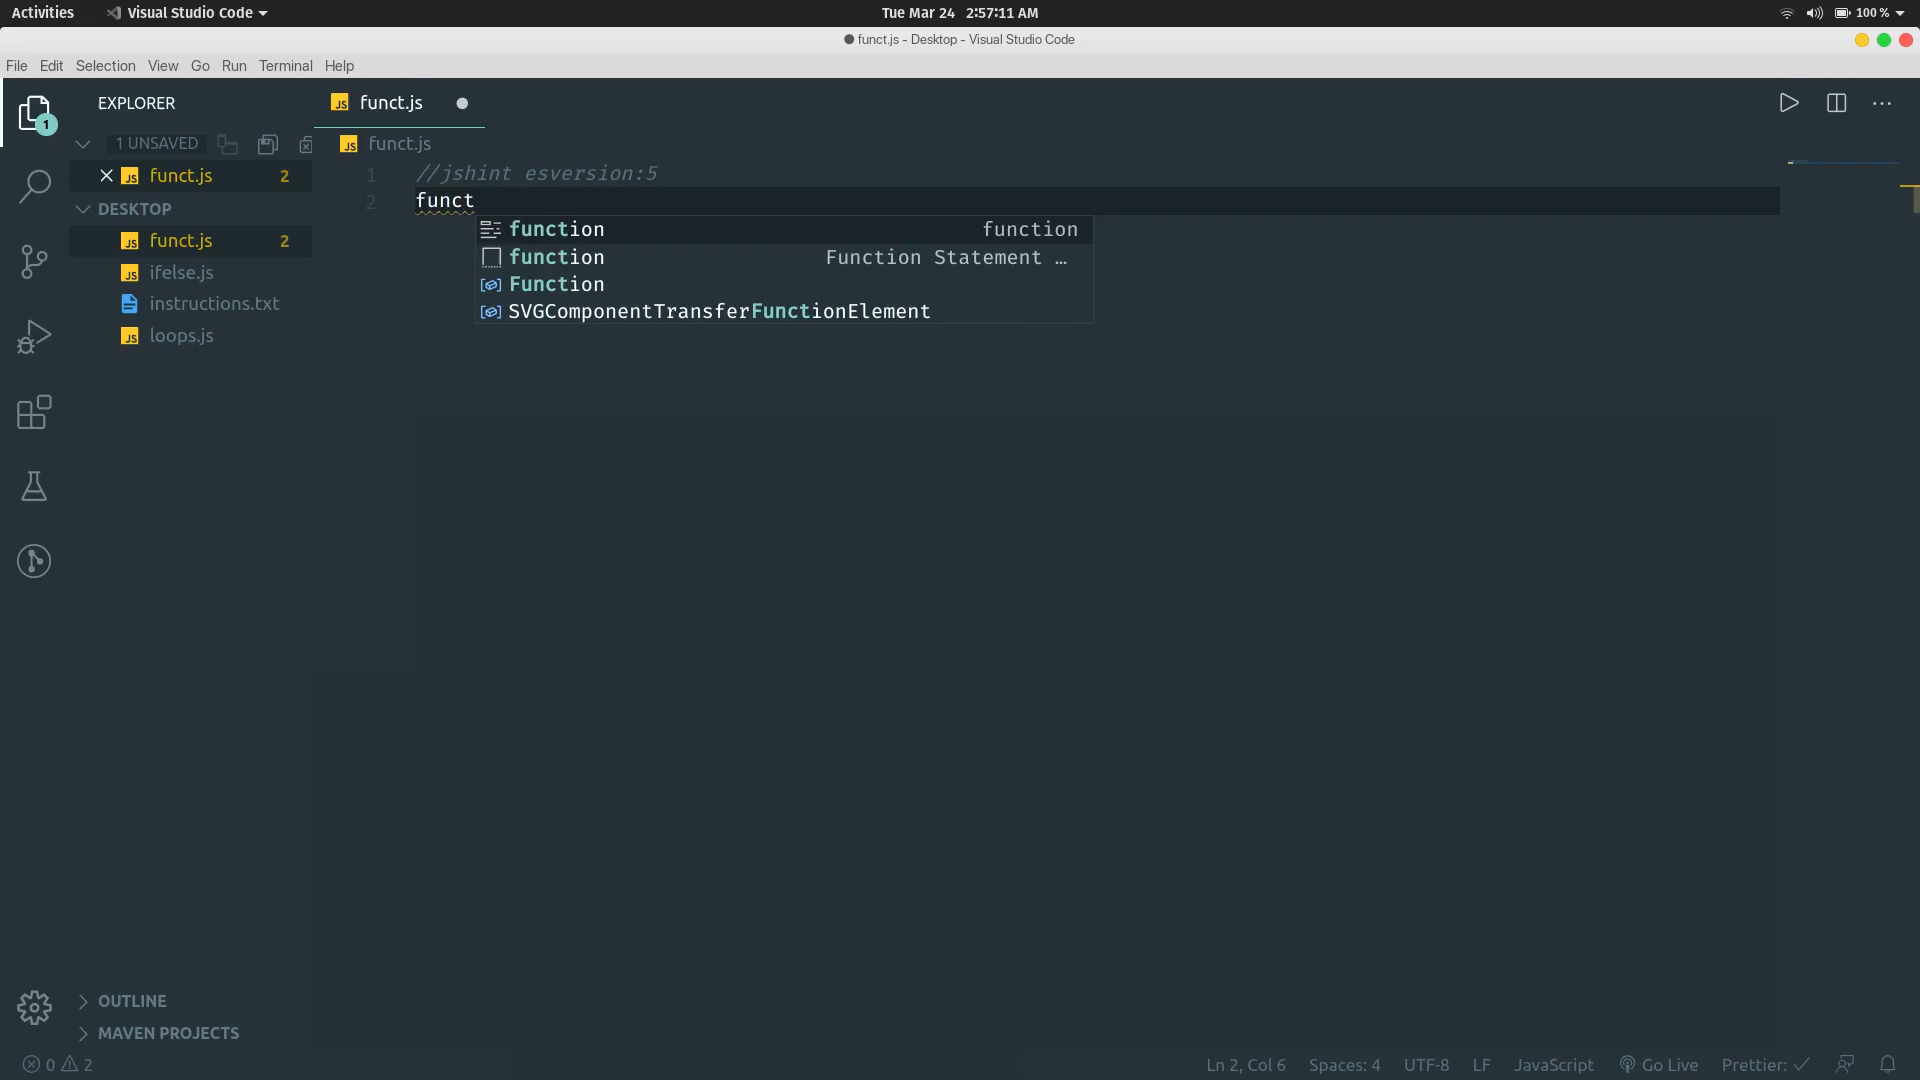 Activities Visual Studio Code Tue Mar 24 2:57:11 AM 100 %
funct.js - Desktop - Visual Studio Code
File Edit Selection View Go Run Terminal Help
EXPLORER
1 UNSAVED
funct.js 2
DESKTOP
funct.js 2
ifelse.js
instructions.txt
loops.js
OUTLINE
MAVEN PROJECTS
1
JS funct.js
JS funct.js
1 //jshint esversion:5
2 funct
function function
function Function Statement …
Function
SVGComponentTransferFunctionElement
0 2 Ln 2, Col 6 Spaces: 4 UTF-8 LF JavaScript Go Live Prettier: ✓